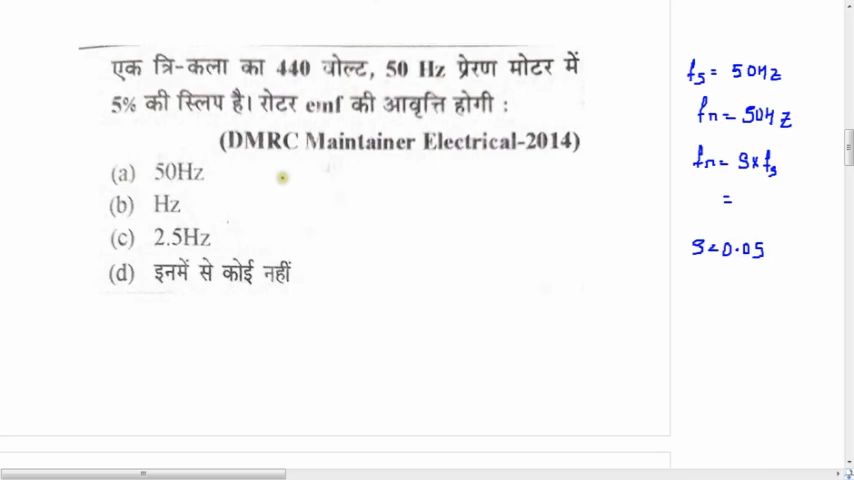 एक त्रि-कला का 440 वोल्ट, 50 Hz प्रेरण मोटर में
5% की स्लिप है। रोटर emf की आवृत्ति होगी :
(DMRC Maintainer Electrical-2014)
(a) 50Hz
(b) Hz
(c) 2.5Hz
(d) इनमें से कोई नहीं
fs = 50Hz
fr = 50Hz
fr = S×fs
=
S=0.05